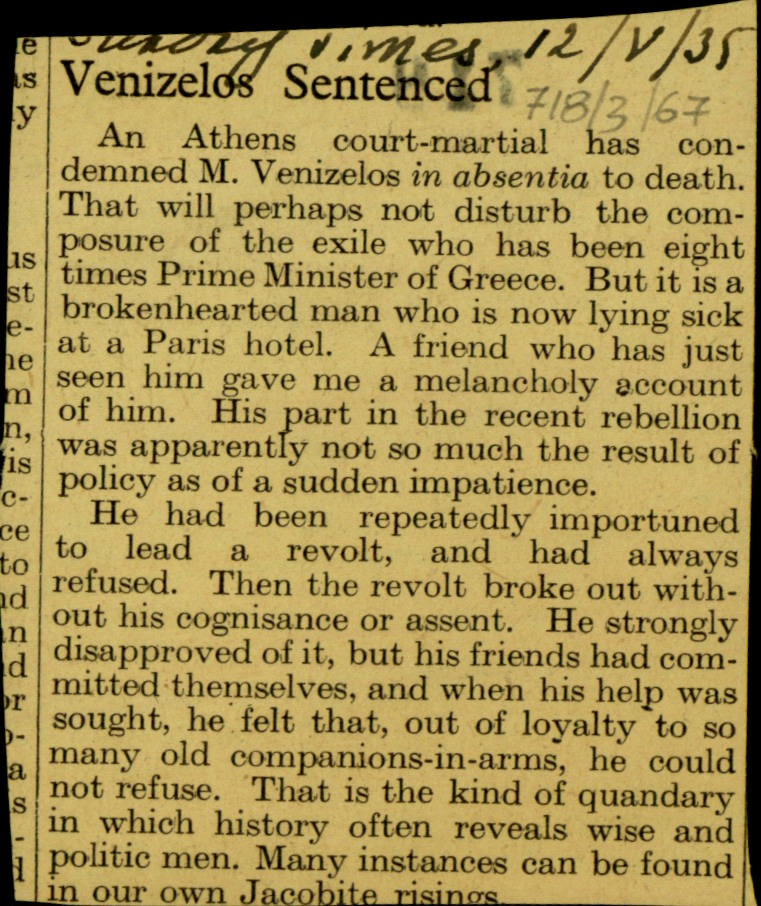 Sunday Times, 12/V/35
Venizelos Sentenced
718/3/67
An Athens court-martial has con-
demned M. Venizelos in absentia to death.
That will perhaps not disturb the com-
posure of the exile who has been eight
times Prime Minister of Greece. But it is a
brokenhearted man who is now lying sick
at a Paris hotel. A friend who has just
seen him gave me a melancholy account
of him. His part in the recent rebellion
was apparently not so much the result of
policy as of a sudden impatience.
He had been repeatedly importuned
to lead a revolt, and had always
refused. Then the revolt broke out with-
out his cognisance or assent. He strongly
disapproved of it, but his friends had com-
mitted themselves, and when his help was
sought, he felt that, out of loyalty to so
many old companions-in-arms, he could
not refuse. That is the kind of quandary
in which history often reveals wise and
politic men. Many instances can be found
in our own Jacobite risings.